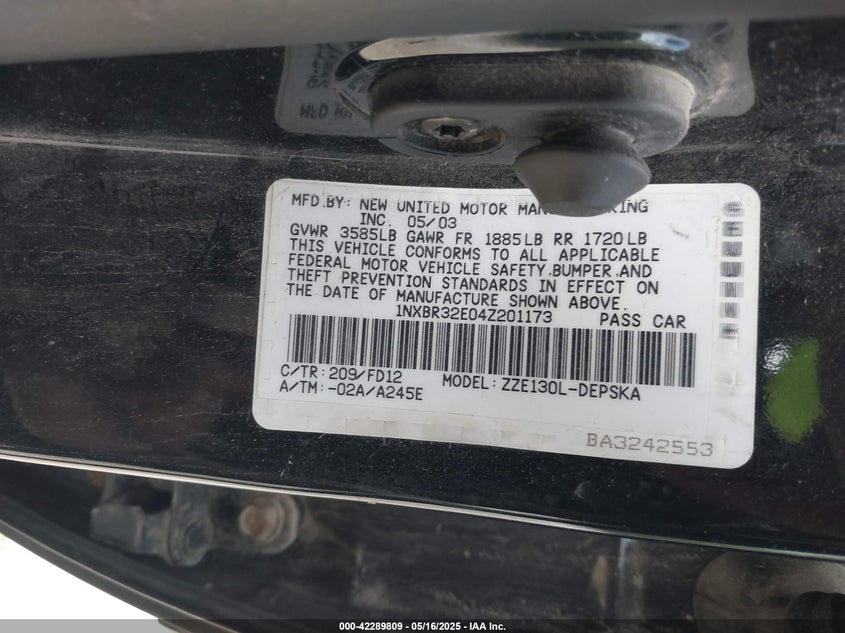 MFD.BY: NEW UNITED MOTOR MAN RING
INC. 05/03
GVWR 3585LB GAWR FR 1885LB RR 1720LB
THIS VEHICLE CONFORMS TO ALL APPLICABLE
FEDERAL MOTOR VEHICLE SAFETY,BUMPER,AND
THEFT PREVENTION STANDARDS IN EFFECT ON
THE DATE OF MANUFACTURE SHOWN ABOVE.
1NXBR32E04Z201173 PASS CAR
C/TR: 209/FD12 MODEL: ZZE130L-DEPSKA
A/TM: -02A/A245E
BA3242553
000-42289809 - 05/16/2025 - IAA Inc.